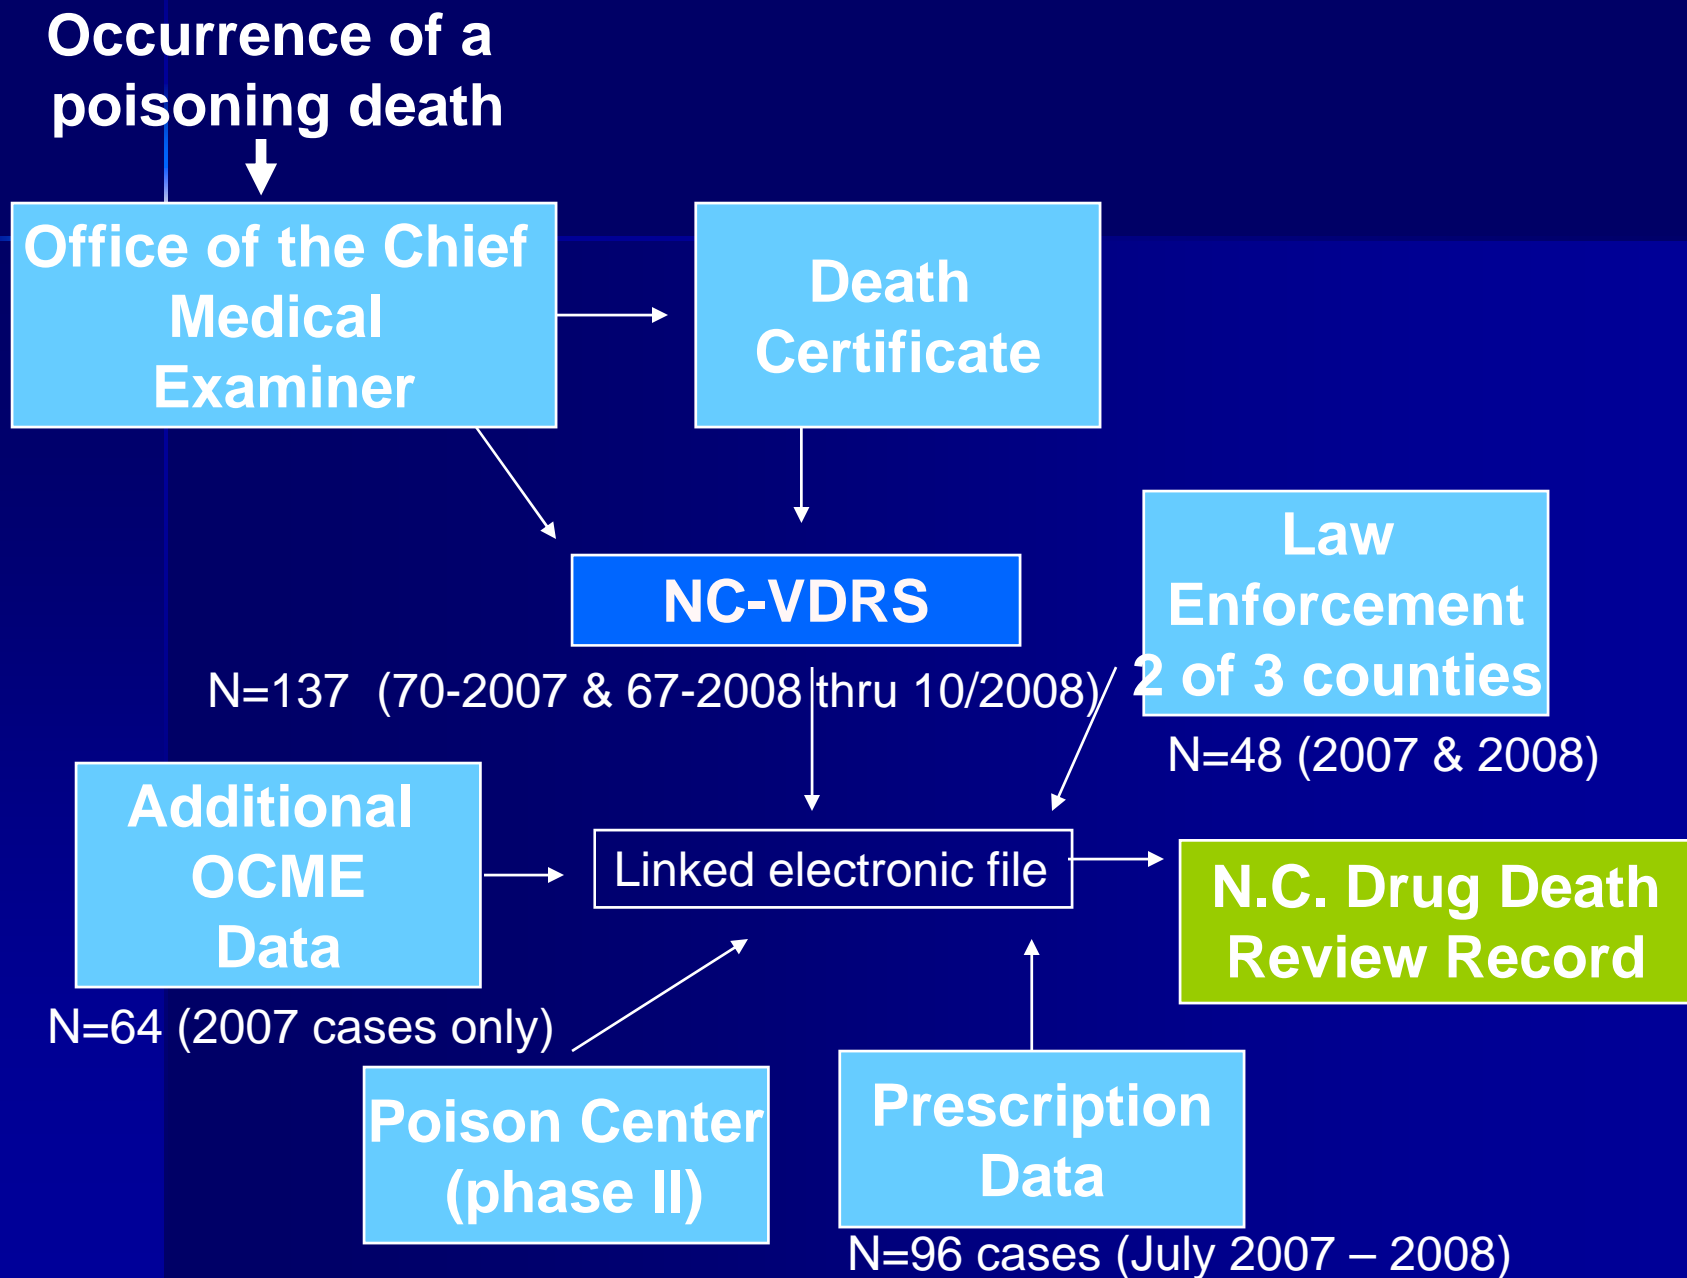 Occurrence of a
poisoning death
Office of the Chief
Medical
Examiner
Death
Certificate
NC-VDRS
N=137 (70-2007 & 67-2008 thru 10/2008)
Law
Enforcement
2 of 3 counties
N=48 (2007 & 2008)
Additional
OCME
Data
N=64 (2007 cases only)
Linked electronic file
N.C. Drug Death
Review Record
Poison Center
(phase II)
Prescription
Data
N=96 cases (July 2007 – 2008)